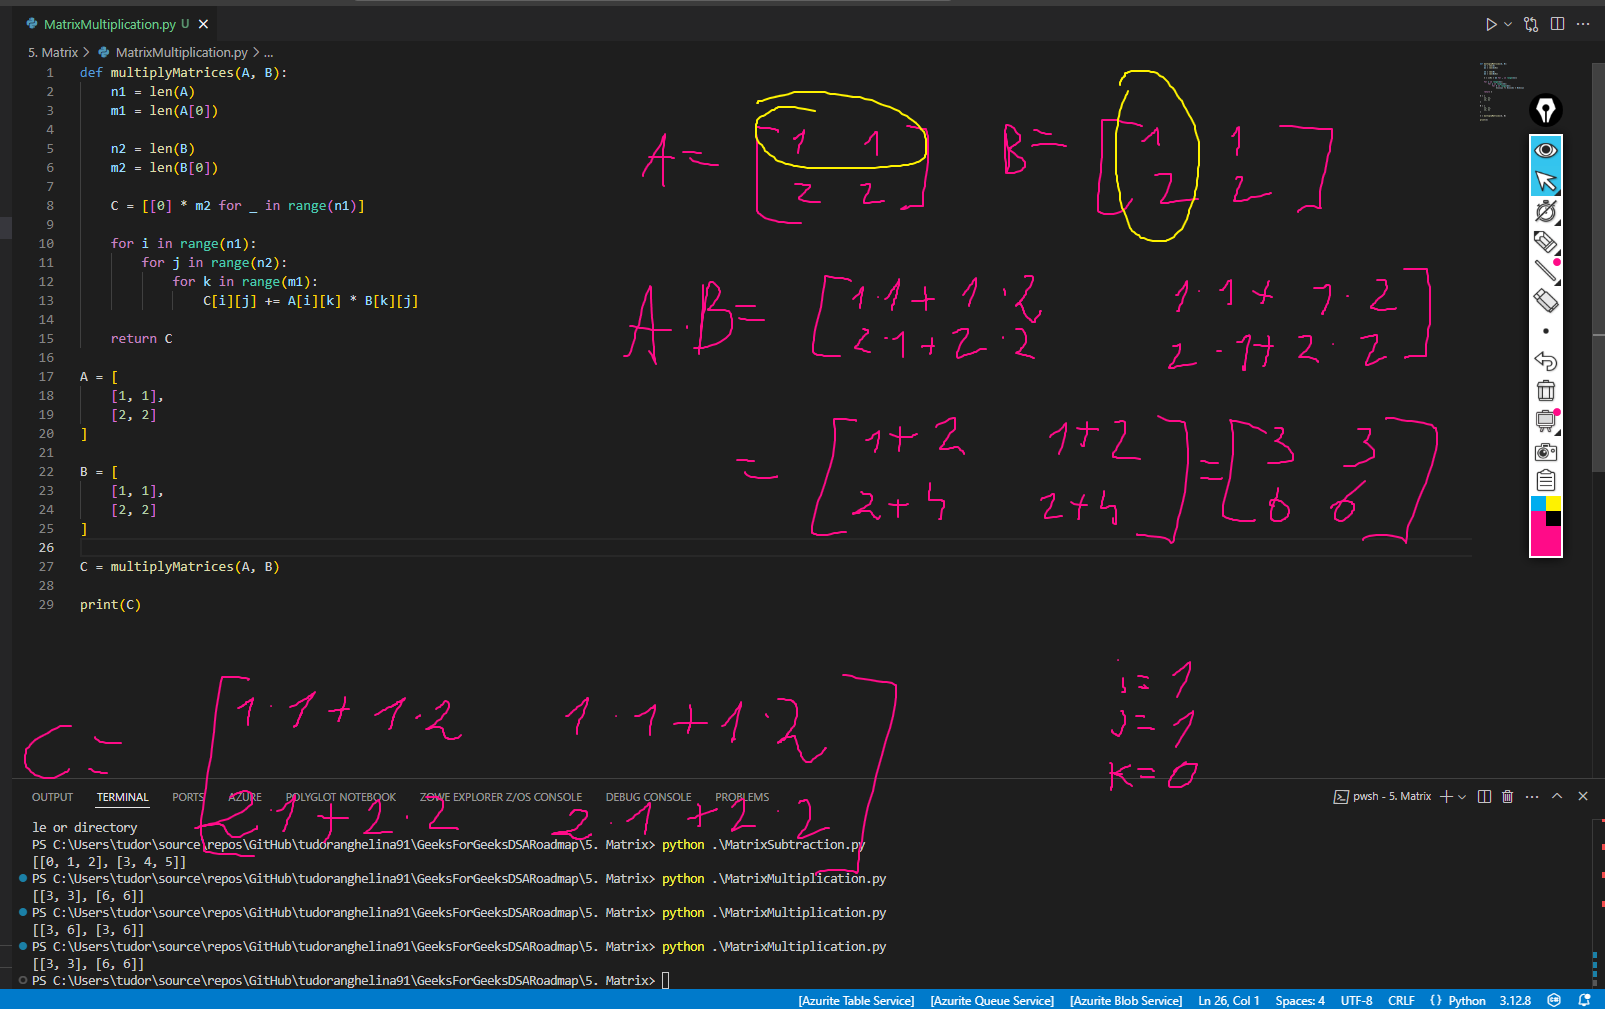 MatrixMultiplication.py U
5. Matrix > MatrixMultiplication.py > ...
1 def multiplyMatrices(A, B):
2 n1 = len(A)
3 m1 = len(A[0])
4
5 n2 = len(B)
6 m2 = len(B[0])
7
8 C = [[0] * m2 for _ in range(n1)]
9
10 for i in range(n1):
11 for j in range(n2):
12 for k in range(m1):
13 C[i][j] += A[i][k] * B[k][j]
14
15 return C
16
17 A = [
18 [1, 1],
19 [2, 2]
20 ]
21
22 B = [
23 [1, 1],
24 [2, 2]
25 ]
26
27 C = multiplyMatrices(A, B)
28
29 print(C)
A = [ 1 1
2 2 ]
B = [ 1 1
2 2 ]
A·B = [ 1·1+1·2 1·1+1·2
2·1+2·2 2·1+2·2 ]
= [ 1+2 1+2
2+4 2+4 ] = [ 3 3
6 6 ]
C = [ 1·1+1·2 1·1+1·2
2·1+2·2 2·1+2·2 ]
i = 1
J = 1
K = 0
OUTPUT TERMINAL PORTS AZURE POLYGLOT NOTEBOOK ZOWE EXPLORER Z/OS CONSOLE DEBUG CONSOLE PROBLEMS
pwsh - 5. Matrix
le or directory
PS C:\Users\tudor\source\repos\GitHub\tudoranghelina91\GeeksForGeeksDSARoadmap\5. Matrix> python .\MatrixSubtraction.py
[[0, 1, 2], [3, 4, 5]]
PS C:\Users\tudor\source\repos\GitHub\tudoranghelina91\GeeksForGeeksDSARoadmap\5. Matrix> python .\MatrixMultiplication.py
[[3, 3], [6, 6]]
PS C:\Users\tudor\source\repos\GitHub\tudoranghelina91\GeeksForGeeksDSARoadmap\5. Matrix> python .\MatrixMultiplication.py
[[3, 6], [3, 6]]
PS C:\Users\tudor\source\repos\GitHub\tudoranghelina91\GeeksForGeeksDSARoadmap\5. Matrix> python .\MatrixMultiplication.py
[[3, 3], [6, 6]]
PS C:\Users\tudor\source\repos\GitHub\tudoranghelina91\GeeksForGeeksDSARoadmap\5. Matrix>
[Azurite Table Service] [Azurite Queue Service] [Azurite Blob Service] Ln 26, Col 1 Spaces: 4 UTF-8 CRLF {} Python 3.12.8